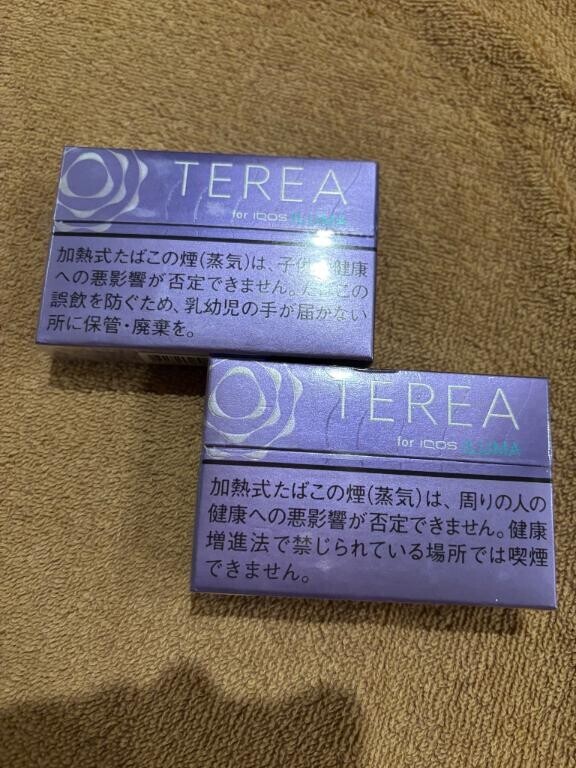 TEREA
for IQOS ILUMA
加熱式たばこの煙(蒸気)は、子供の健康
への悪影響が否定できません。たばこの
誤飲を防ぐため、乳幼児の手が届かない
所に保管・廃棄を。
TEREA
for IQOS ILUMA
加熱式たばこの煙(蒸気)は、周りの人の
健康への悪影響が否定できません。健康
増進法で禁じられている場所では喫煙
できません。